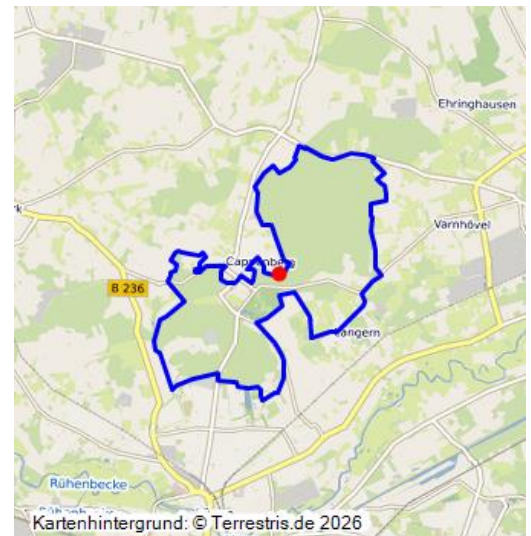 Ehringhausen
Varnhövel
Cappenberg
B 236
Langern
Rühenbecke
Kartenhintergrund: © Terrestris.de 2026